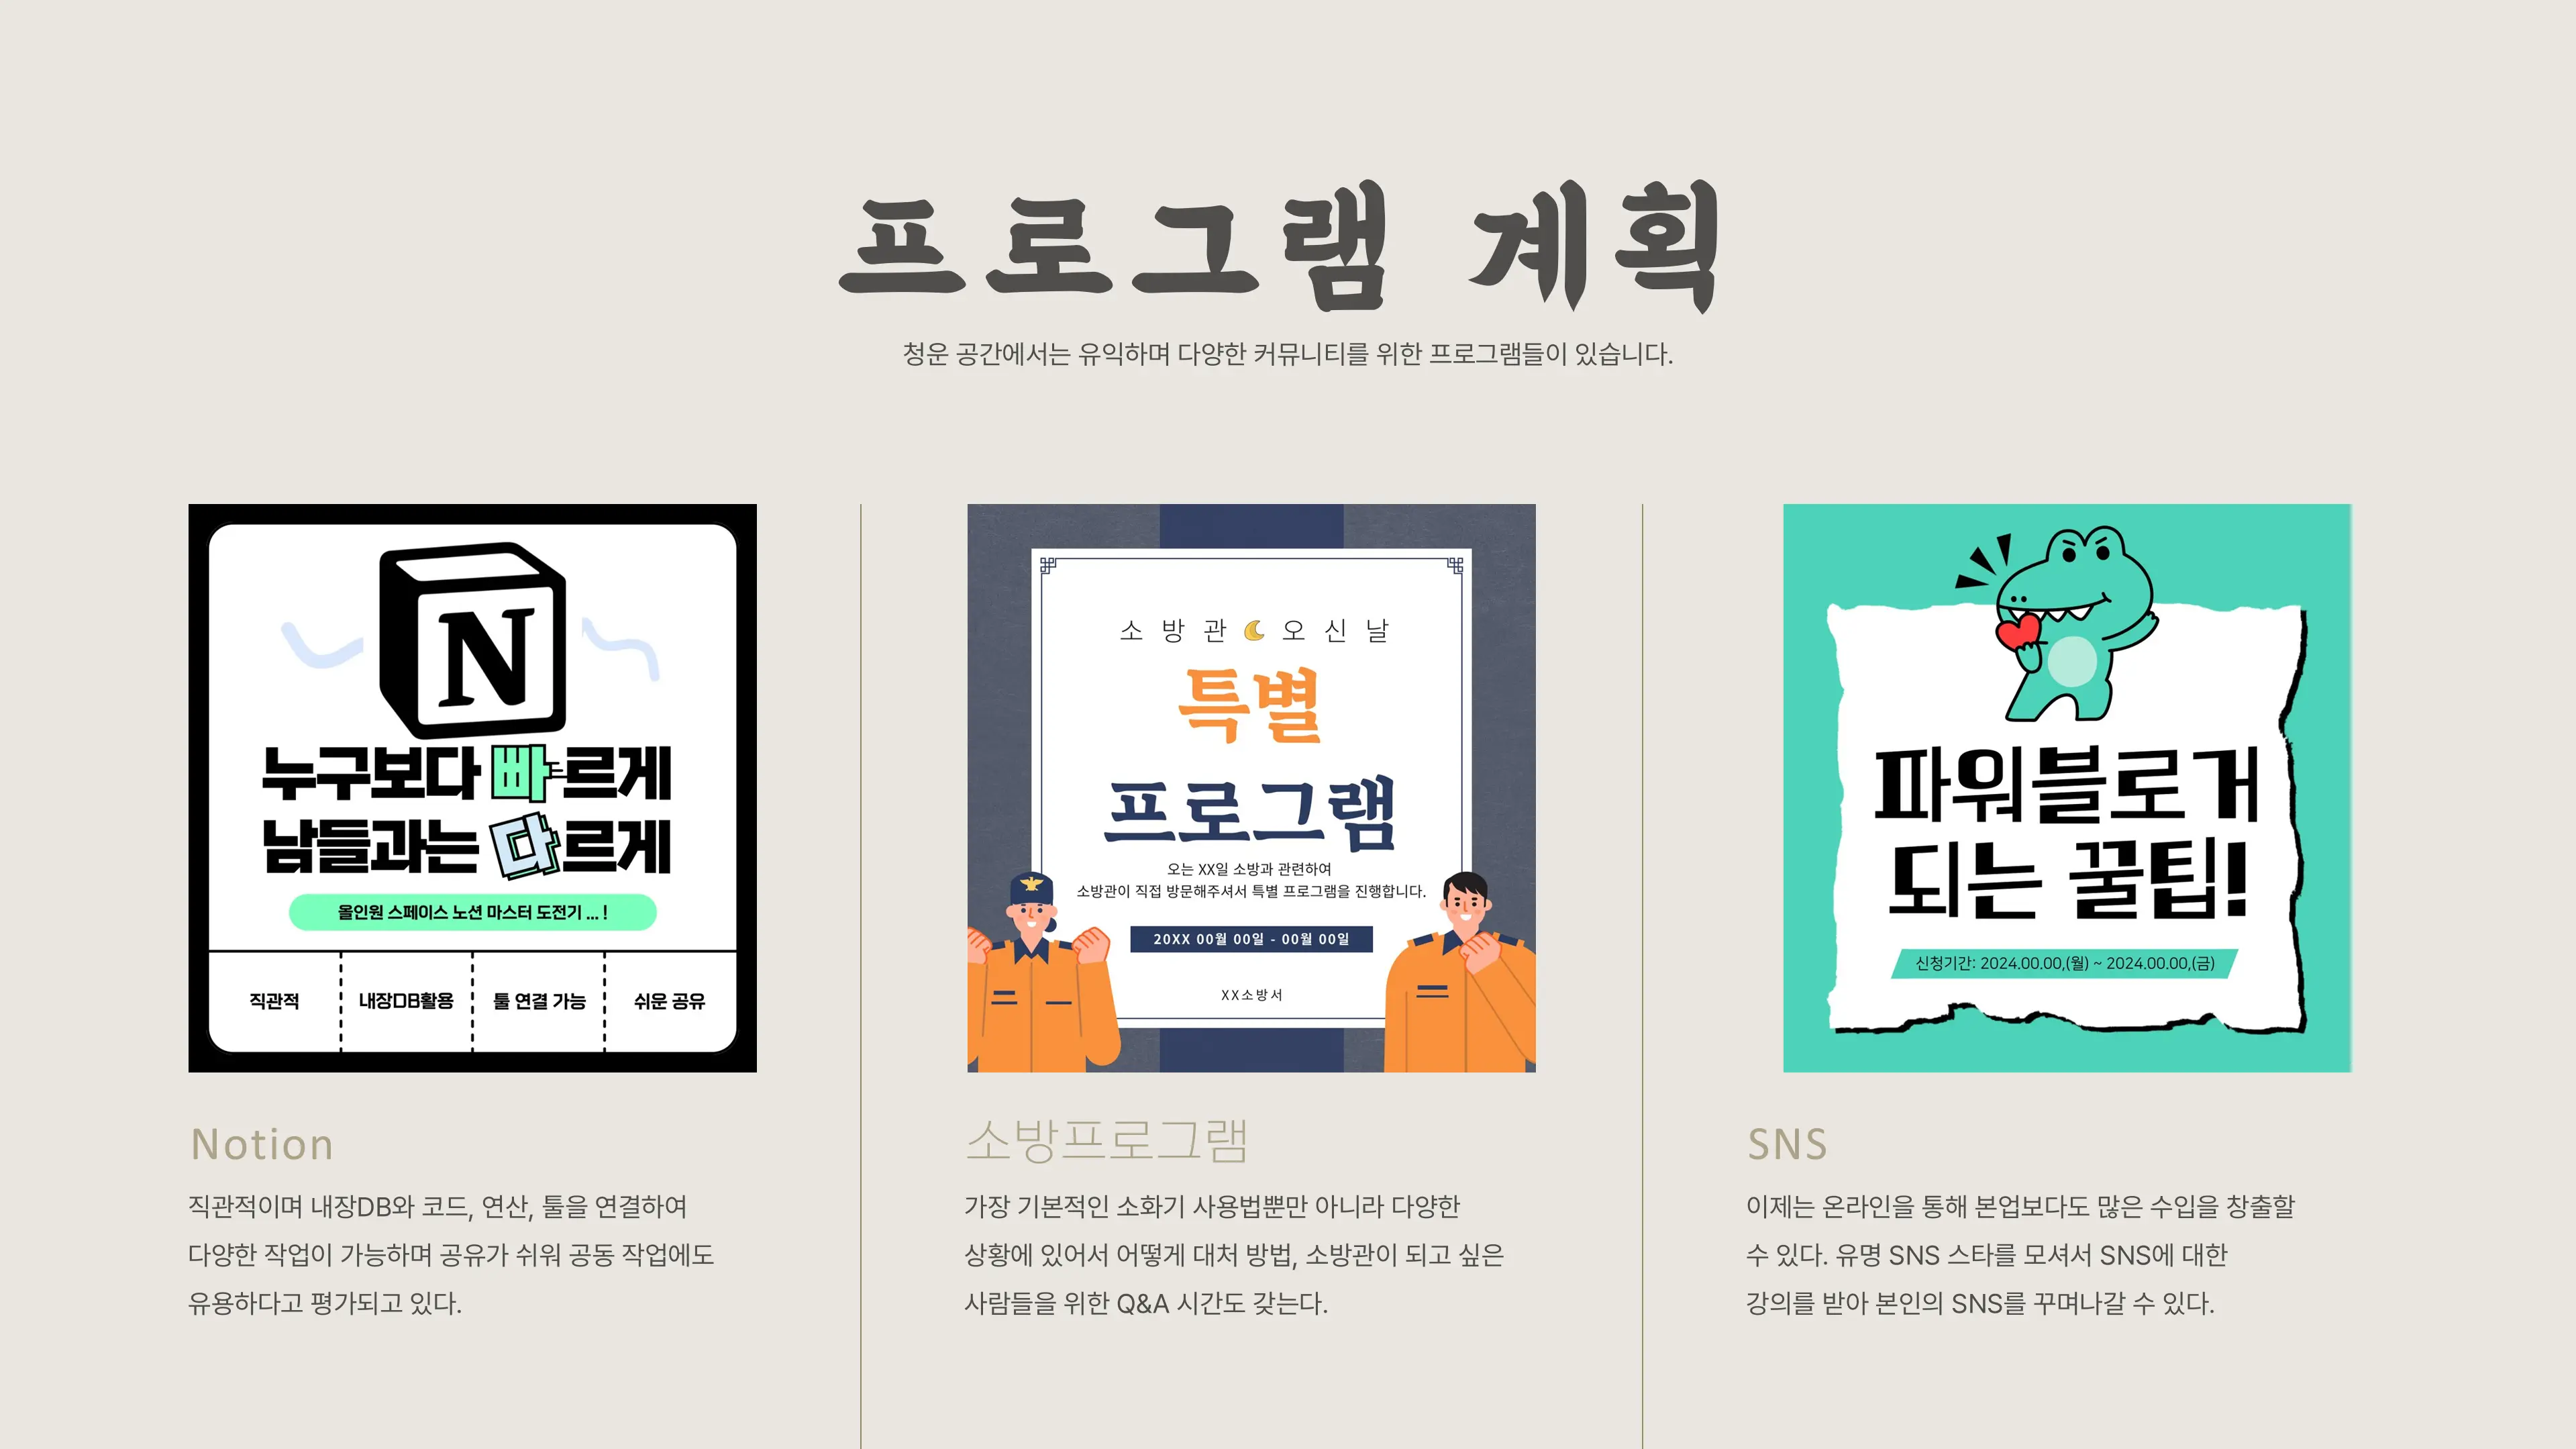 프로그램 계획
청운 공간에서는 유익하며 다양한 커뮤니티를 위한 프로그램들이 있습니다.
N
누구보다 빠르게
남들과는 다르게
올인원 스페이스 노션 마스터 도전기 ... !
직관적 내장DB활용 툴 연결 가능 쉬운 공유
Notion
직관적이며 내장DB와 코드, 연산, 툴을 연결하여
다양한 작업이 가능하며 공유가 쉬워 공동 작업에도
유용하다고 평가되고 있다.
소방관 오신날
특별
프로그램
오는 XX일 소방과 관련하여
소방관이 직접 방문해주셔서 특별 프로그램을 진행합니다.
20XX 00월 00일 - 00월 00일
XX소방서
소방프로그램
가장 기본적인 소화기 사용법뿐만 아니라 다양한
상황에 있어서 어떻게 대처 방법, 소방관이 되고 싶은
사람들을 위한 Q&A 시간도 갖는다.
파워블로거
되는 꿀팁!
신청기간: 2024.00.00,(월) ~ 2024.00.00,(금)
SNS
이제는 온라인을 통해 본업보다도 많은 수입을 창출할
수 있다. 유명 SNS 스타를 모셔서 SNS에 대한
강의를 받아 본인의 SNS를 꾸며나갈 수 있다.